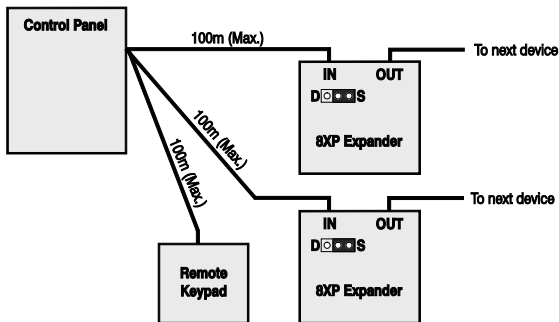 Control Panel
100m (Max.)
To next device
IN OUT
D S
8XP Expander
100m (Max.)
100m (Max.)
To next device
IN OUT
D S
8XP Expander
Remote
Keypad